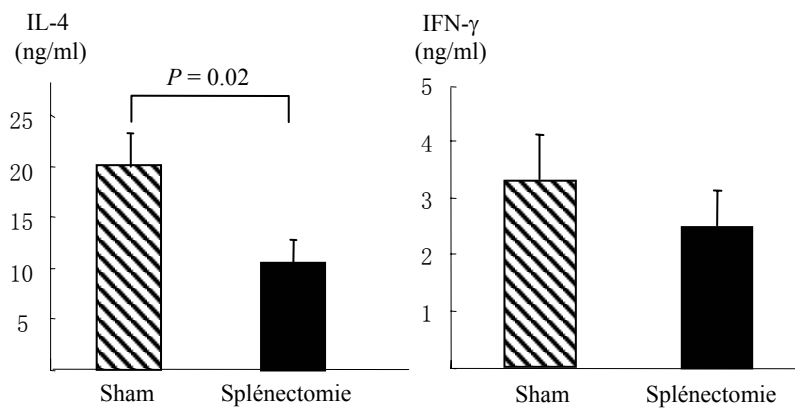 IL-4
(ng/ml)
P = 0.02
25
20
15
10
5
Sham Splénectomie
IFN-γ
(ng/ml)
5
4
3
2
1
Sham Splénectomie